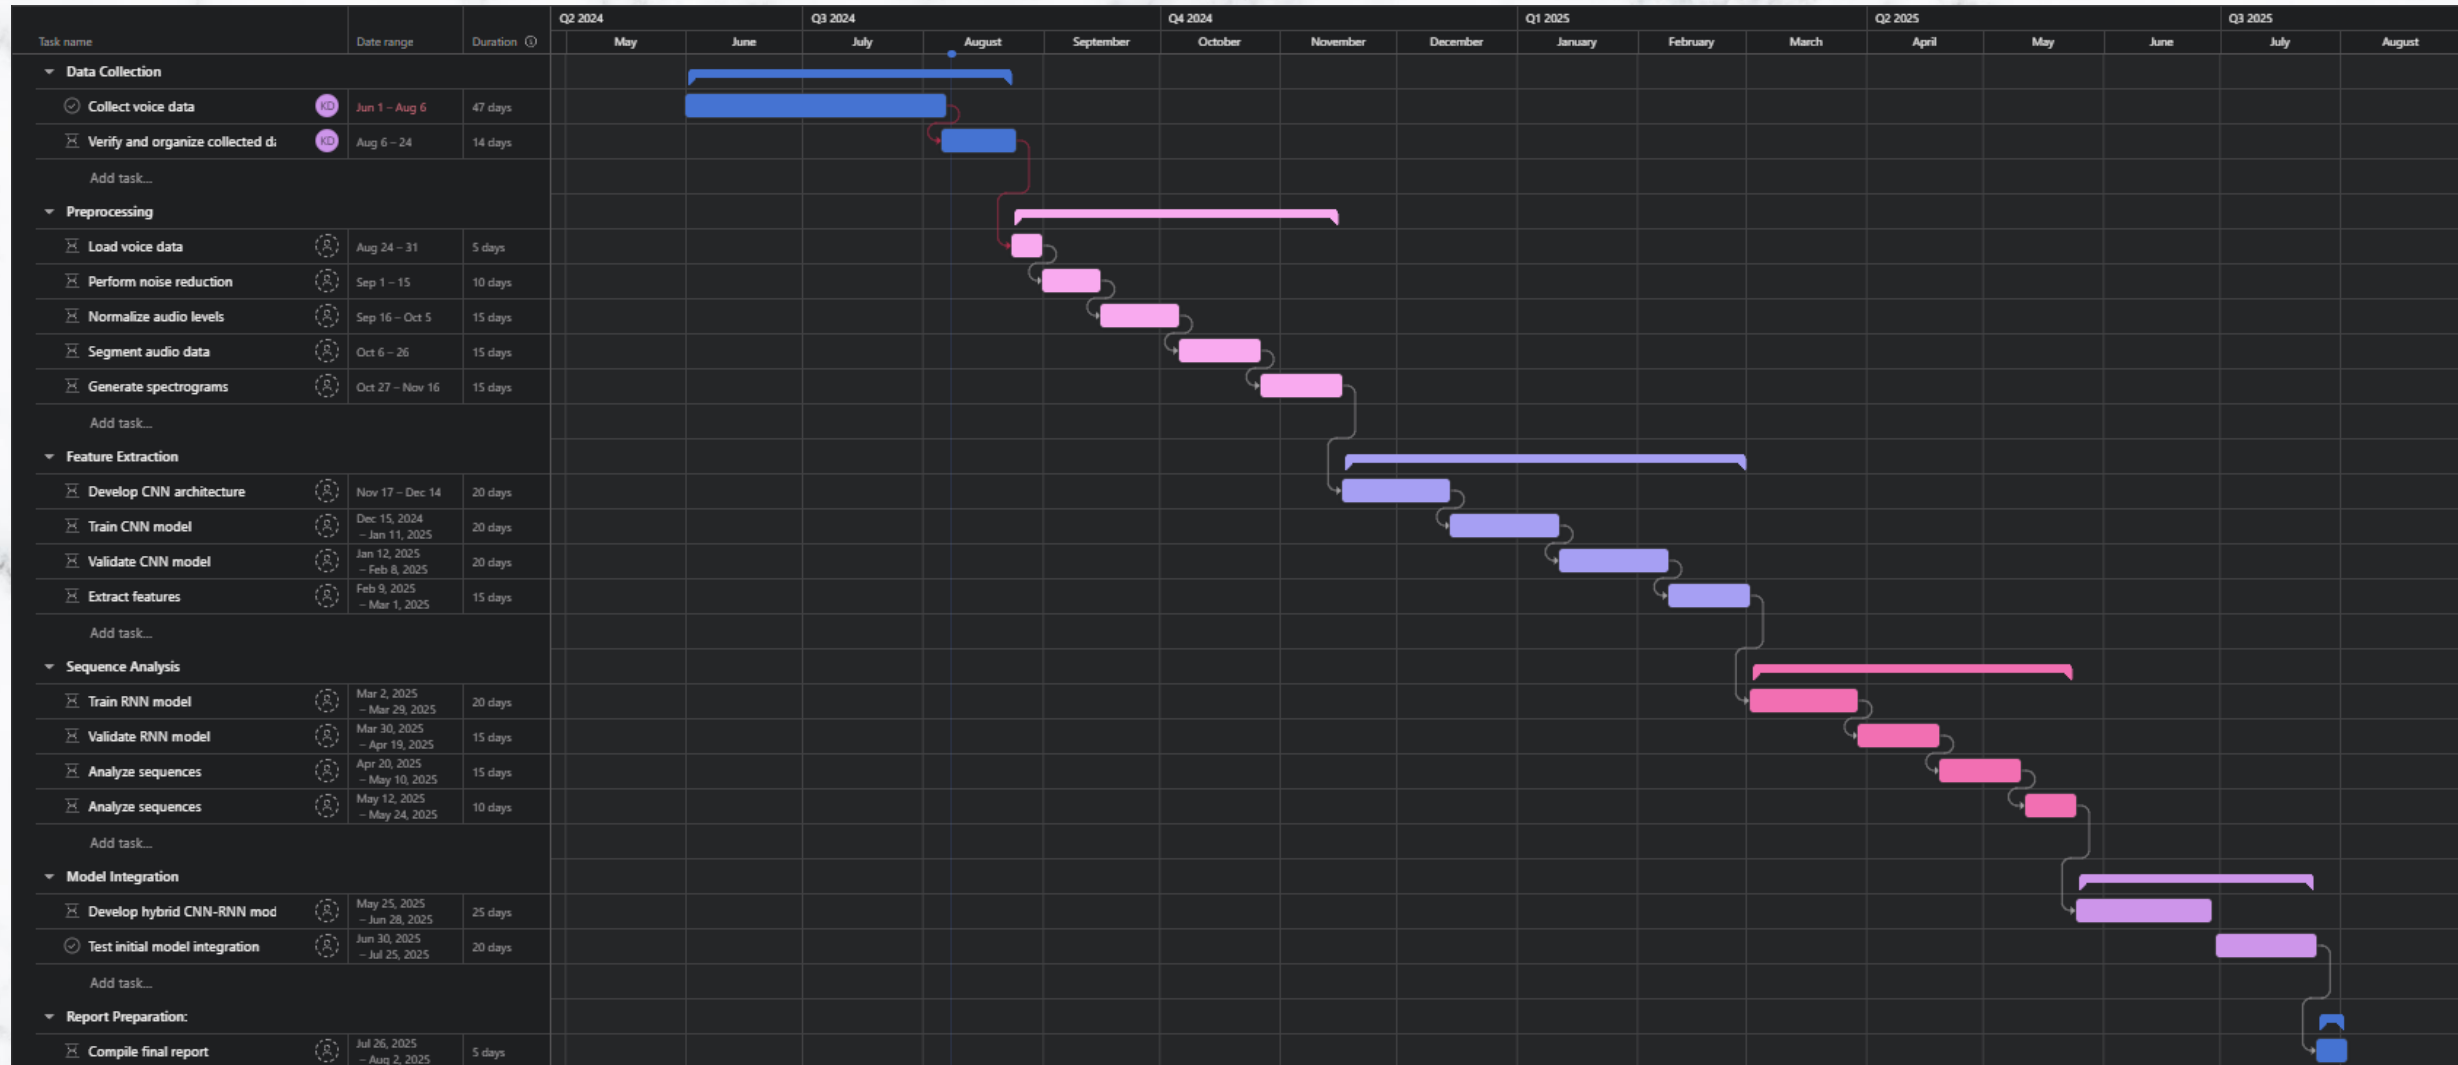 Q2 2024 Q3 2024 Q4 2024 Q1 2025 Q2 2025 Q3 2025
Task name Date range Duration May June July August September October November December January February March April May June July August
Data Collection
Collect voice data KD Jun 1 – Aug 6 47 days
Verify and organize collected da KD Aug 6 – 24 14 days
Add task...
Preprocessing
Load voice data Aug 24 – 31 5 days
Perform noise reduction Sep 1 – 15 10 days
Normalize audio levels Sep 16 – Oct 5 15 days
Segment audio data Oct 6 – 26 15 days
Generate spectrograms Oct 27 – Nov 16 15 days
Add task...
Feature Extraction
Develop CNN architecture Nov 17 – Dec 14 20 days
Train CNN model Dec 15, 2024 – Jan 11, 2025 20 days
Validate CNN model Jan 12, 2025 – Feb 8, 2025 20 days
Extract features Feb 9, 2025 – Mar 1, 2025 15 days
Add task...
Sequence Analysis
Train RNN model Mar 2, 2025 – Mar 29, 2025 20 days
Validate RNN model Mar 30, 2025 – Apr 19, 2025 15 days
Analyze sequences Apr 20, 2025 – May 10, 2025 15 days
Analyze sequences May 12, 2025 – May 24, 2025 10 days
Add task...
Model Integration
Develop hybrid CNN-RNN mod May 25, 2025 – Jun 28, 2025 25 days
Test initial model integration Jun 30, 2025 – Jul 25, 2025 20 days
Add task...
Report Preparation:
Compile final report Jul 26, 2025 – Aug 2, 2025 5 days